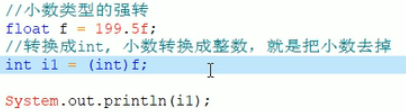 //小数类型的强转
float f = 199.5f;
//转换成int, 小数转换成整数，就是把小数去掉
int i1 = (int)f;
System.out.println(i1);